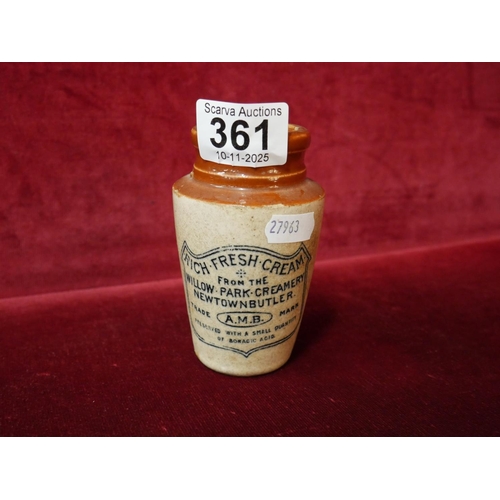 Scarva Auctions
361
10-11-2025
27963
RICH·FRESH·CREAM
FROM THE
WILLOW·PARK·CREAMERY
NEWTOWNBUTLER.
TRADE MARK
A.M.B.
PRESERVED WITH A SMALL QUANTITY
OF BORACIC ACID.